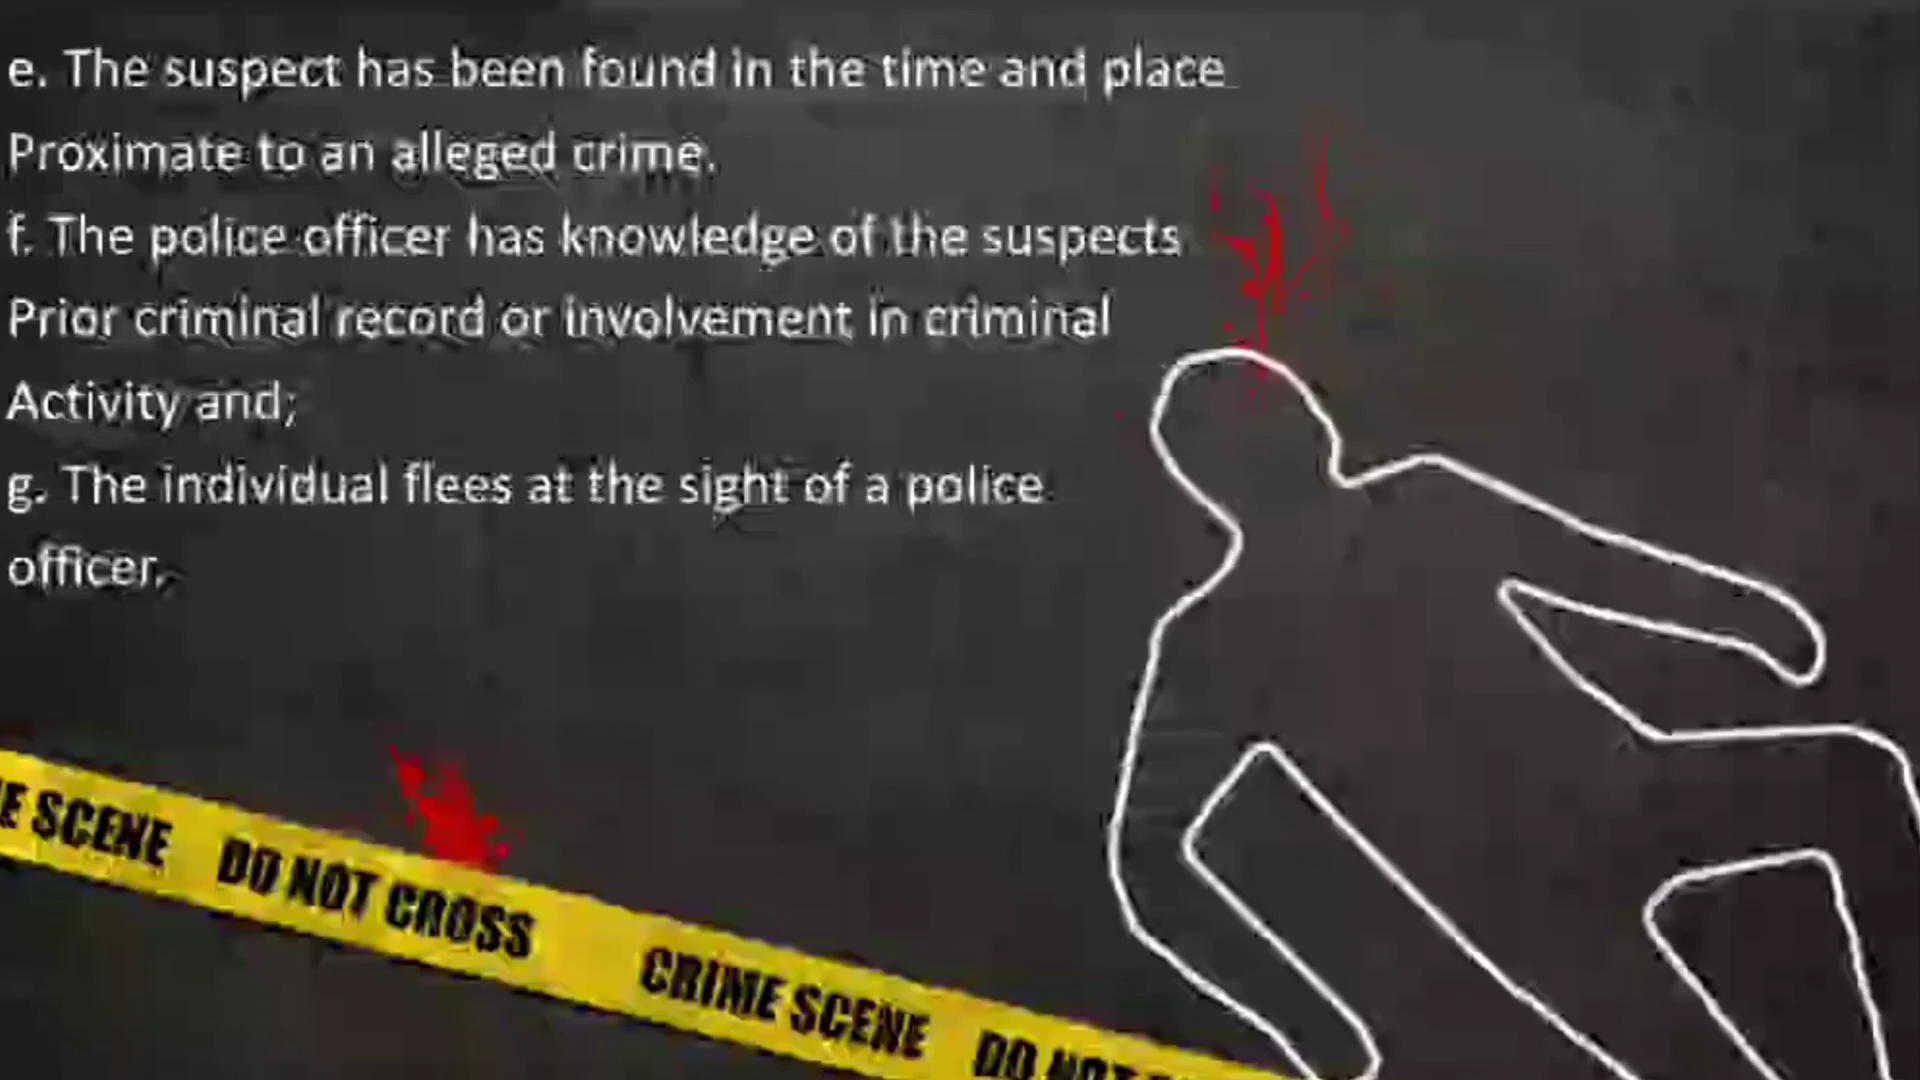 e. The suspect has been found in the time and place
Proximate to an alleged crime.
f. The police officer has knowledge of the suspects
Prior criminal record or involvement in criminal
Activity and;
g. The individual flees at the sight of a police
officer.
E SCENE DO NOT CROSS CRIME SCENE DO NOT